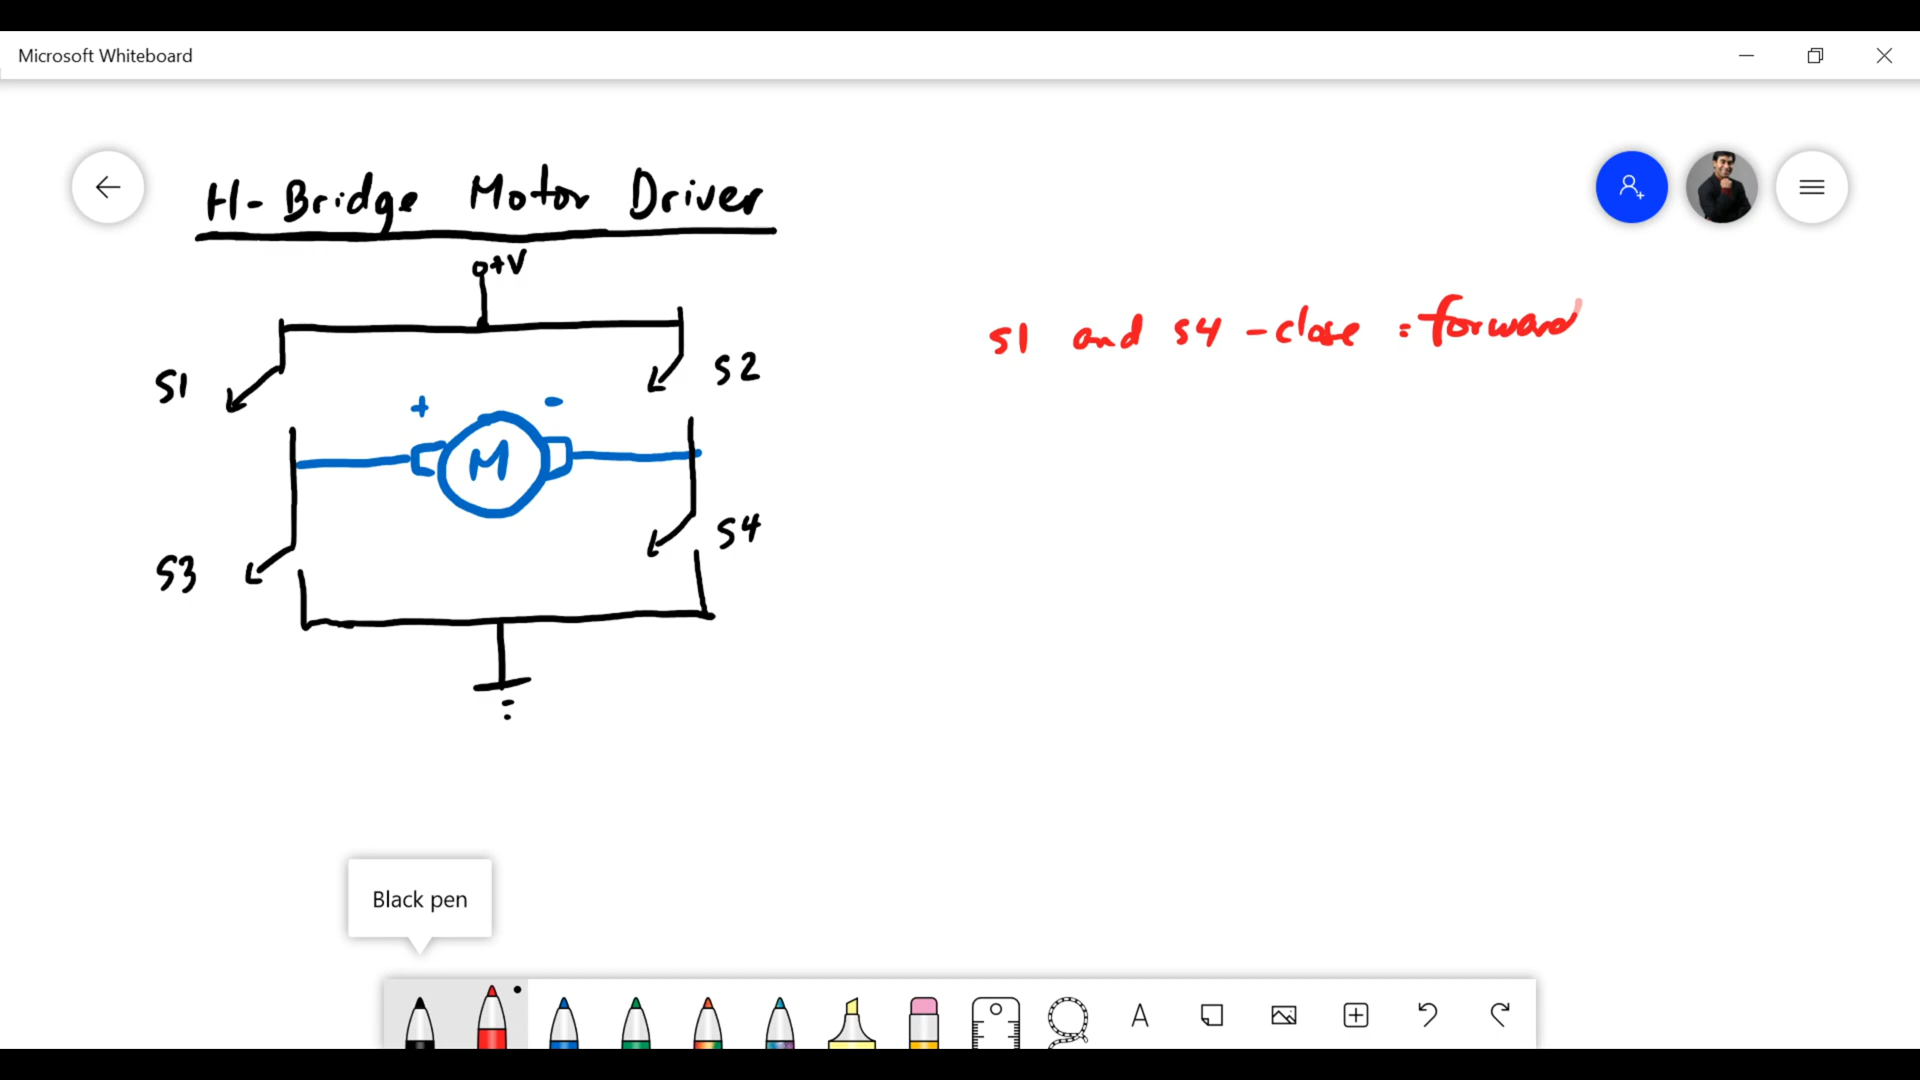 Microsoft Whiteboard
H-Bridge Motor Driver
+V
S1 and S4 - close = forward
S1
S2
+
-
M
S4
S3
Black pen
A